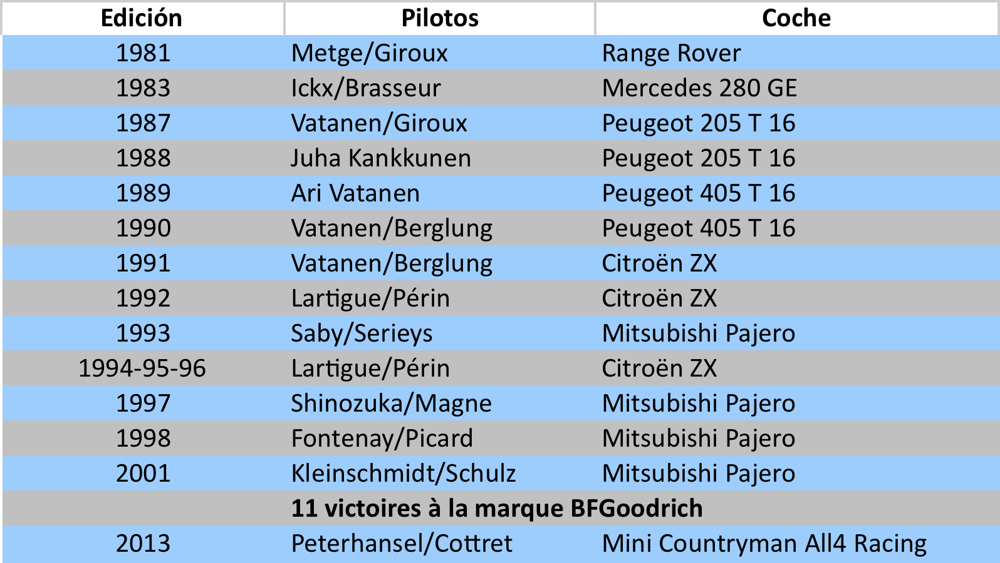 Edición Pilotos Coche
1981 Metge/Giroux Range Rover
1983 Ickx/Brasseur Mercedes 280 GE
1987 Vatanen/Giroux Peugeot 205 T 16
1988 Juha Kankkunen Peugeot 205 T 16
1989 Ari Vatanen Peugeot 405 T 16
1990 Vatanen/Berglung Peugeot 405 T 16
1991 Vatanen/Berglung Citroën ZX
1992 Lartigue/Périn Citroën ZX
1993 Saby/Serieys Mitsubishi Pajero
1994-95-96 Lartigue/Périn Citroën ZX
1997 Shinozuka/Magne Mitsubishi Pajero
1998 Fontenay/Picard Mitsubishi Pajero
2001 Kleinschmidt/Schulz Mitsubishi Pajero
11 victoires à la marque BFGoodrich
2013 Peterhansel/Cottret Mini Countryman All4 Racing